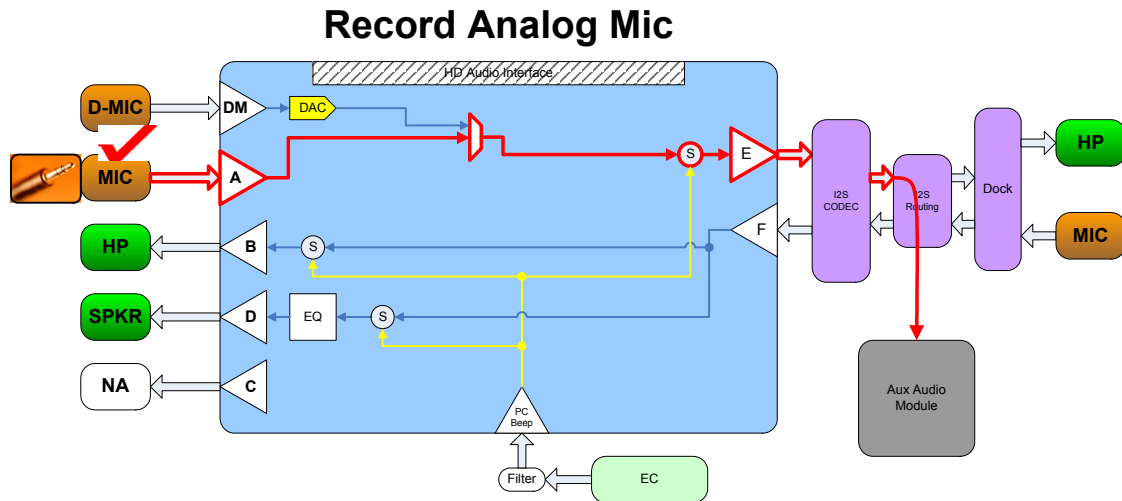 Record Analog Mic
HD Audio Interface
D-MIC
DM
DAC
MIC
A
S
E
I2S
CODEC
2S
Routing
Dock
HP
MIC
HP
B
S
F
SPKR
D
EQ
S
NA
C
PC
Beep
Aux Audio
Module
Filter
EC